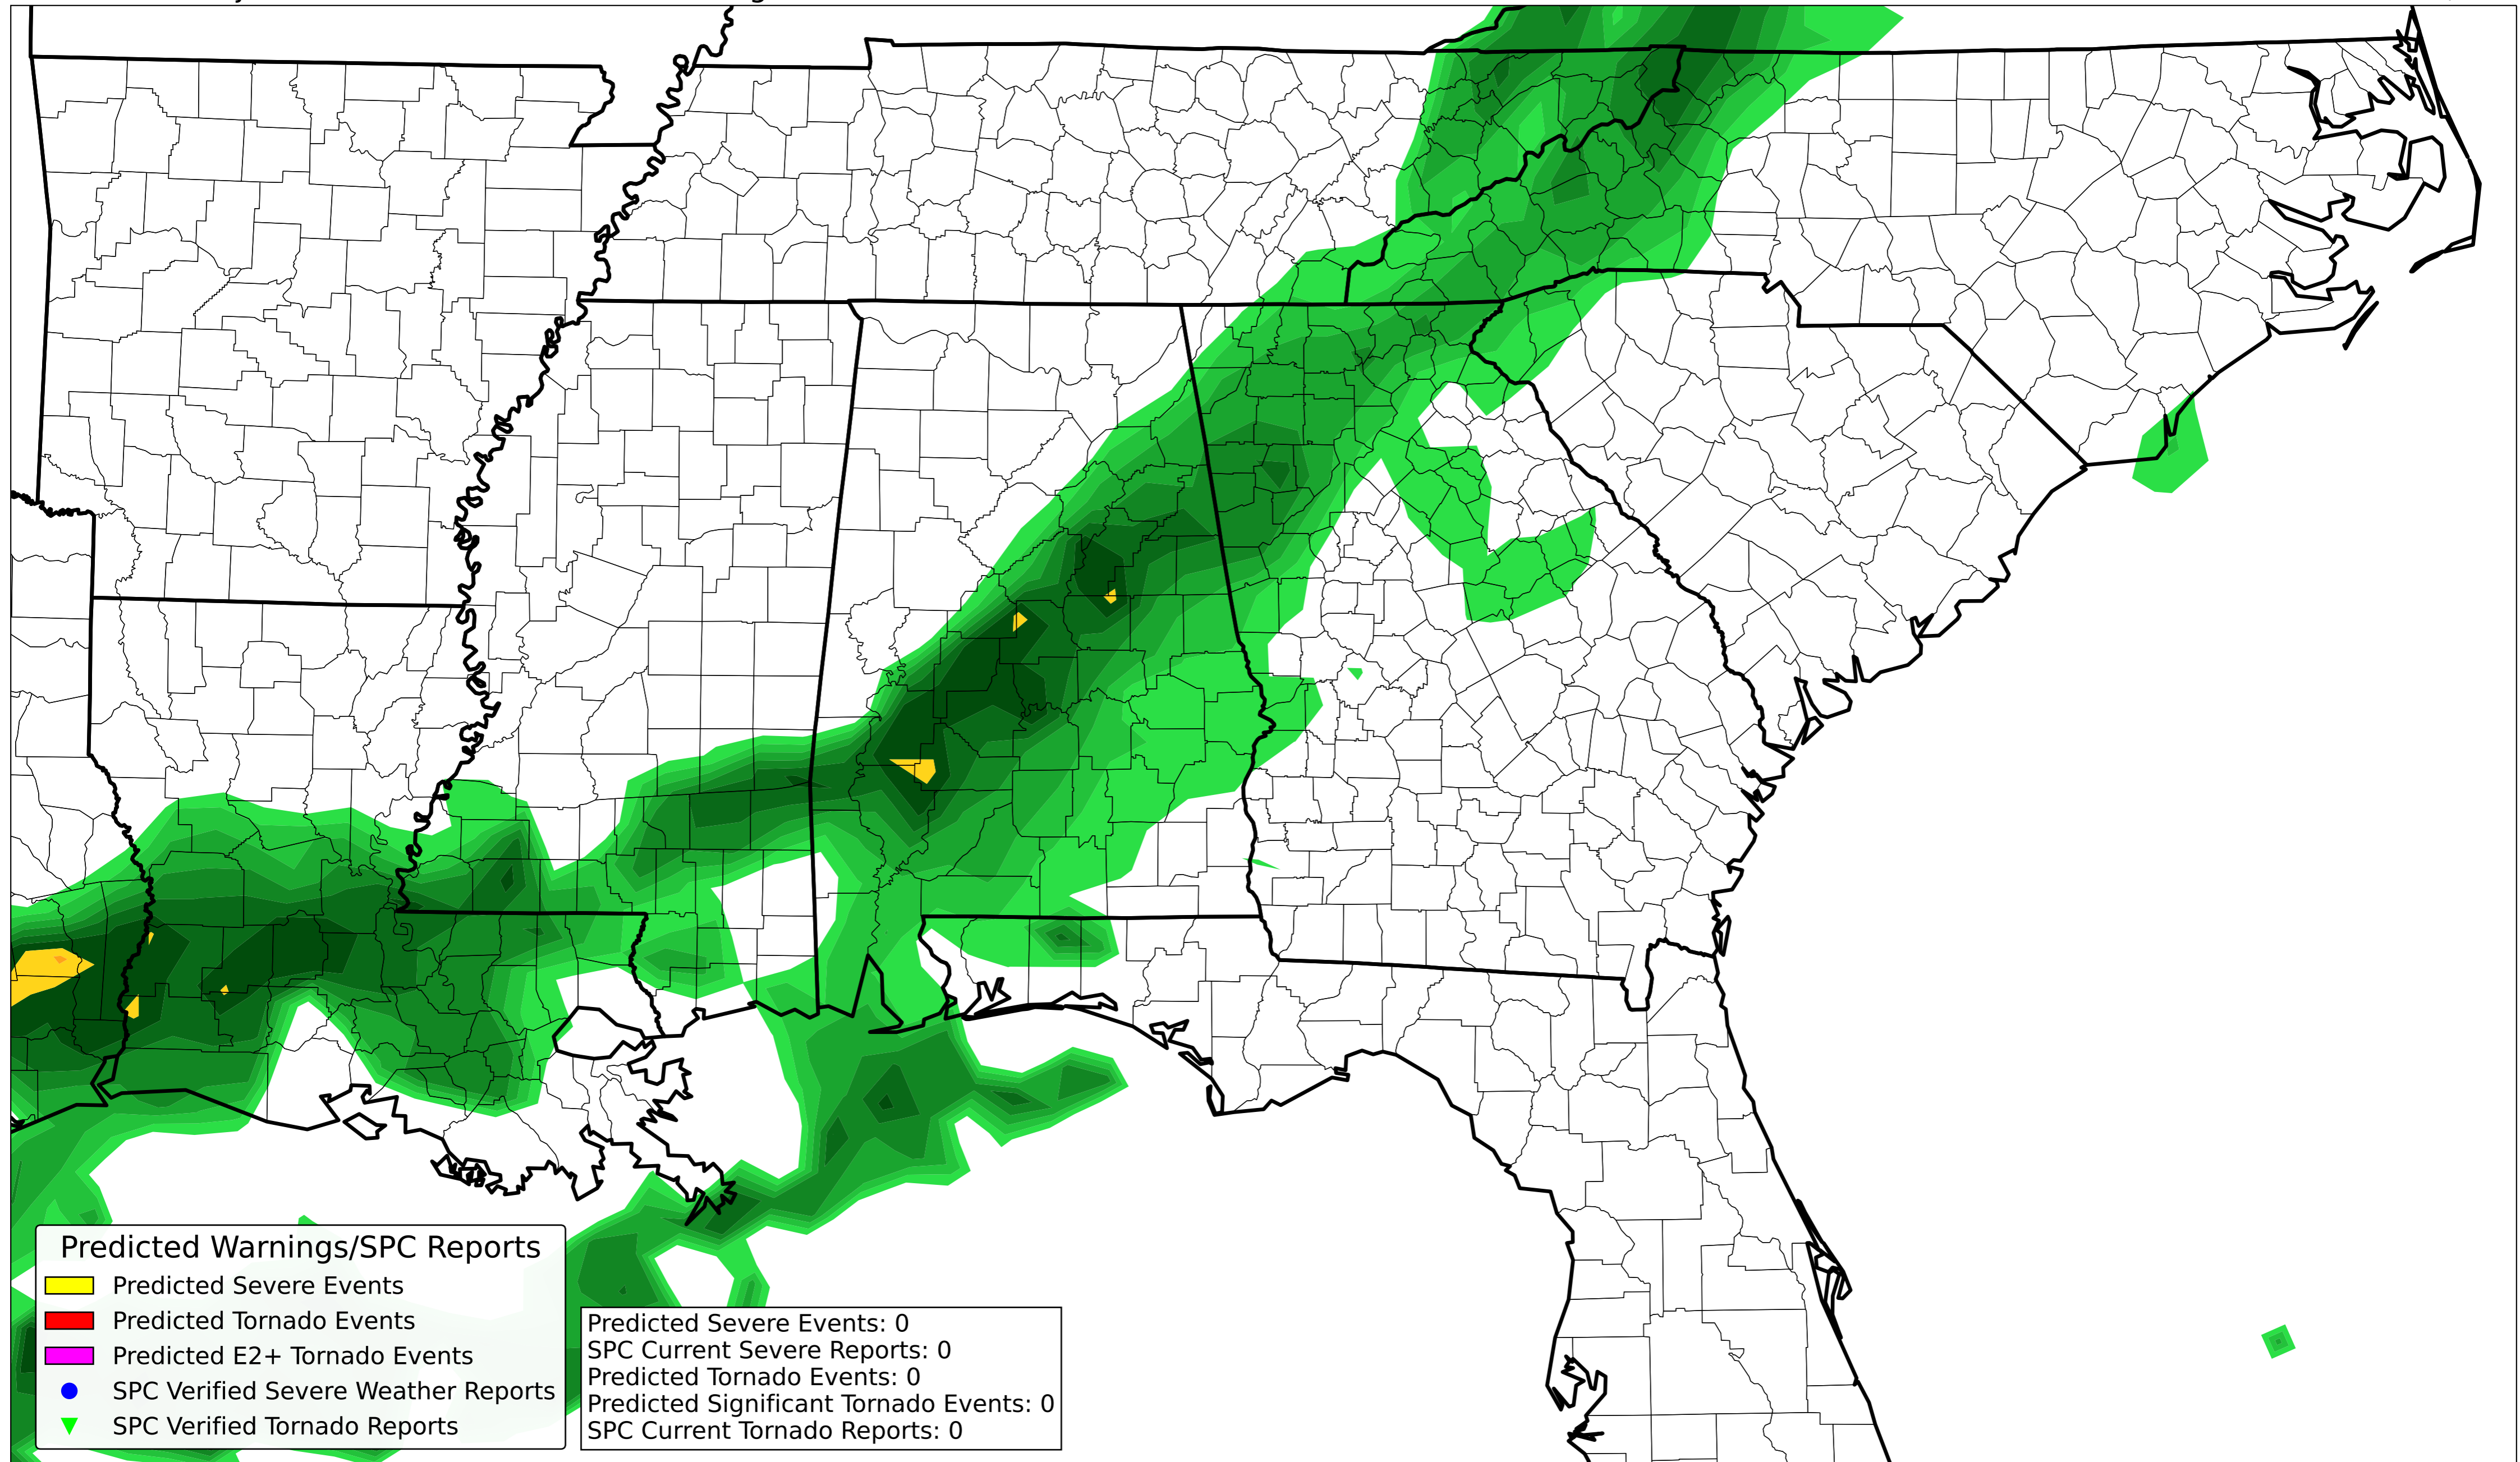 Predicted Warnings/SPC Reports
Predicted Severe Events
Predicted Tornado Events
Predicted E2+ Tornado Events
SPC Verified Severe Weather Reports
SPC Verified Tornado Reports
Predicted Severe Events: 0
SPC Current Severe Reports: 0
Predicted Tornado Events: 0
Predicted Significant Tornado Events: 0
SPC Current Tornado Reports: 0